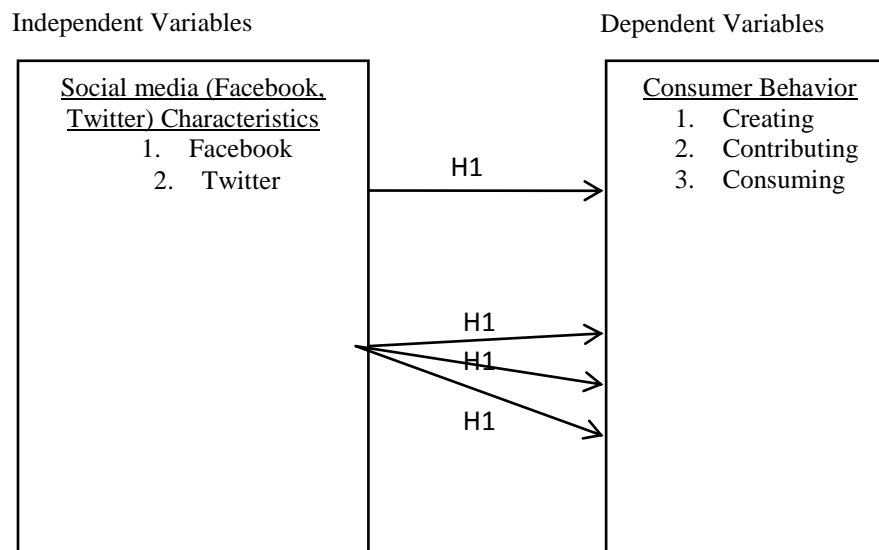 Independent Variables
Dependent Variables
Social media (Facebook,
Twitter) Characteristics
1. Facebook
2. Twitter
Consumer Behavior
1. Creating
2. Contributing
3. Consuming
H1
H1
H1
H1